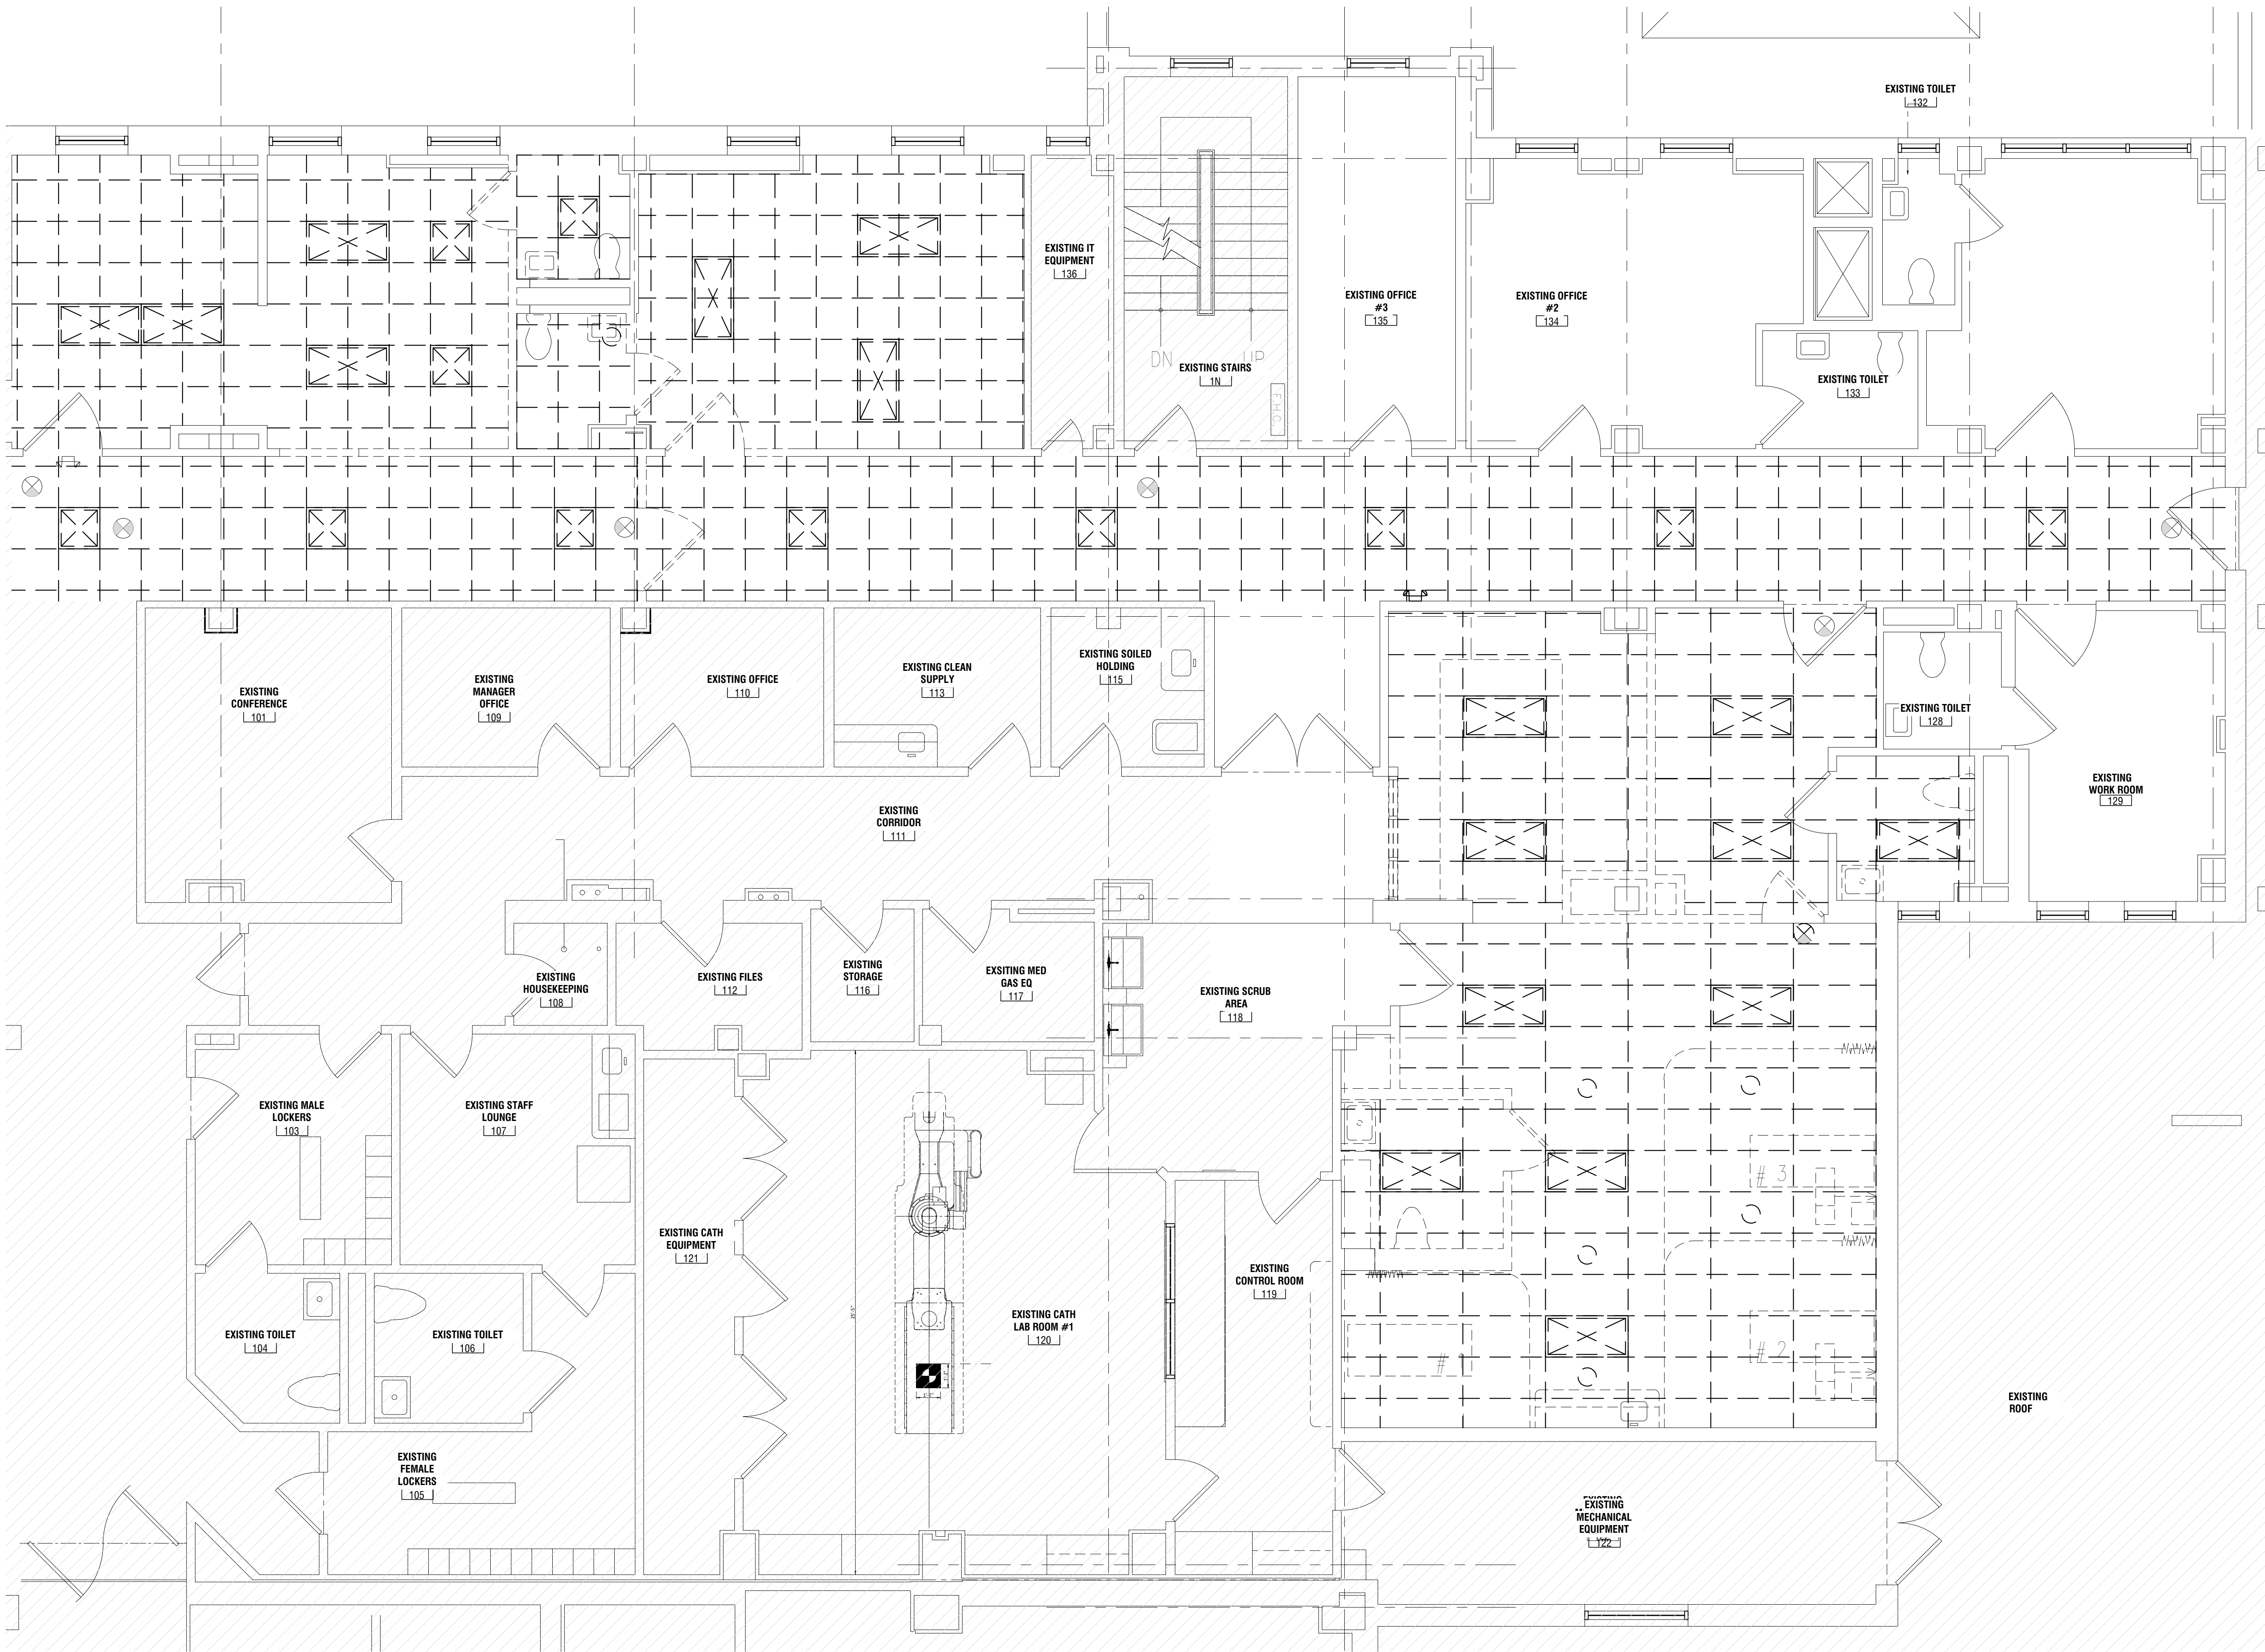 EXISTING TOILET
132
EXISTING IT
EQUIPMENT
136
EXISTING OFFICE
#3
135
EXISTING OFFICE
#2
134
DN
UP
EXISTING STAIRS
1N
F.H.C.
EXISTING TOILET
133
EXISTING
CONFERENCE
101
EXISTING
MANAGER
OFFICE
109
EXISTING OFFICE
110
EXISTING CLEAN
SUPPLY
113
EXISTING SOILED
HOLDING
115
EXISTING TOILET
128
EXISTING
WORK ROOM
129
EXISTING
CORRIDOR
111
EXISTING
HOUSEKEEPING
108
EXISTING FILES
112
EXISTING
STORAGE
116
EXSITING MED
GAS EQ
117
EXISTING SCRUB
AREA
118
EXISTING MALE
LOCKERS
103
EXISTING STAFF
LOUNGE
107
EXISTING CATH
EQUIPMENT
121
# 3
EXISTING
CONTROL ROOM
119
EXISTING CATH
LAB ROOM #1
120
25'-5"
EXISTING TOILET
104
EXISTING TOILET
106
#
# 2
EXISTING
ROOF
EXISTING
FEMALE
LOCKERS
105
EXISTING
MECHANICAL
EQUIPMENT
122